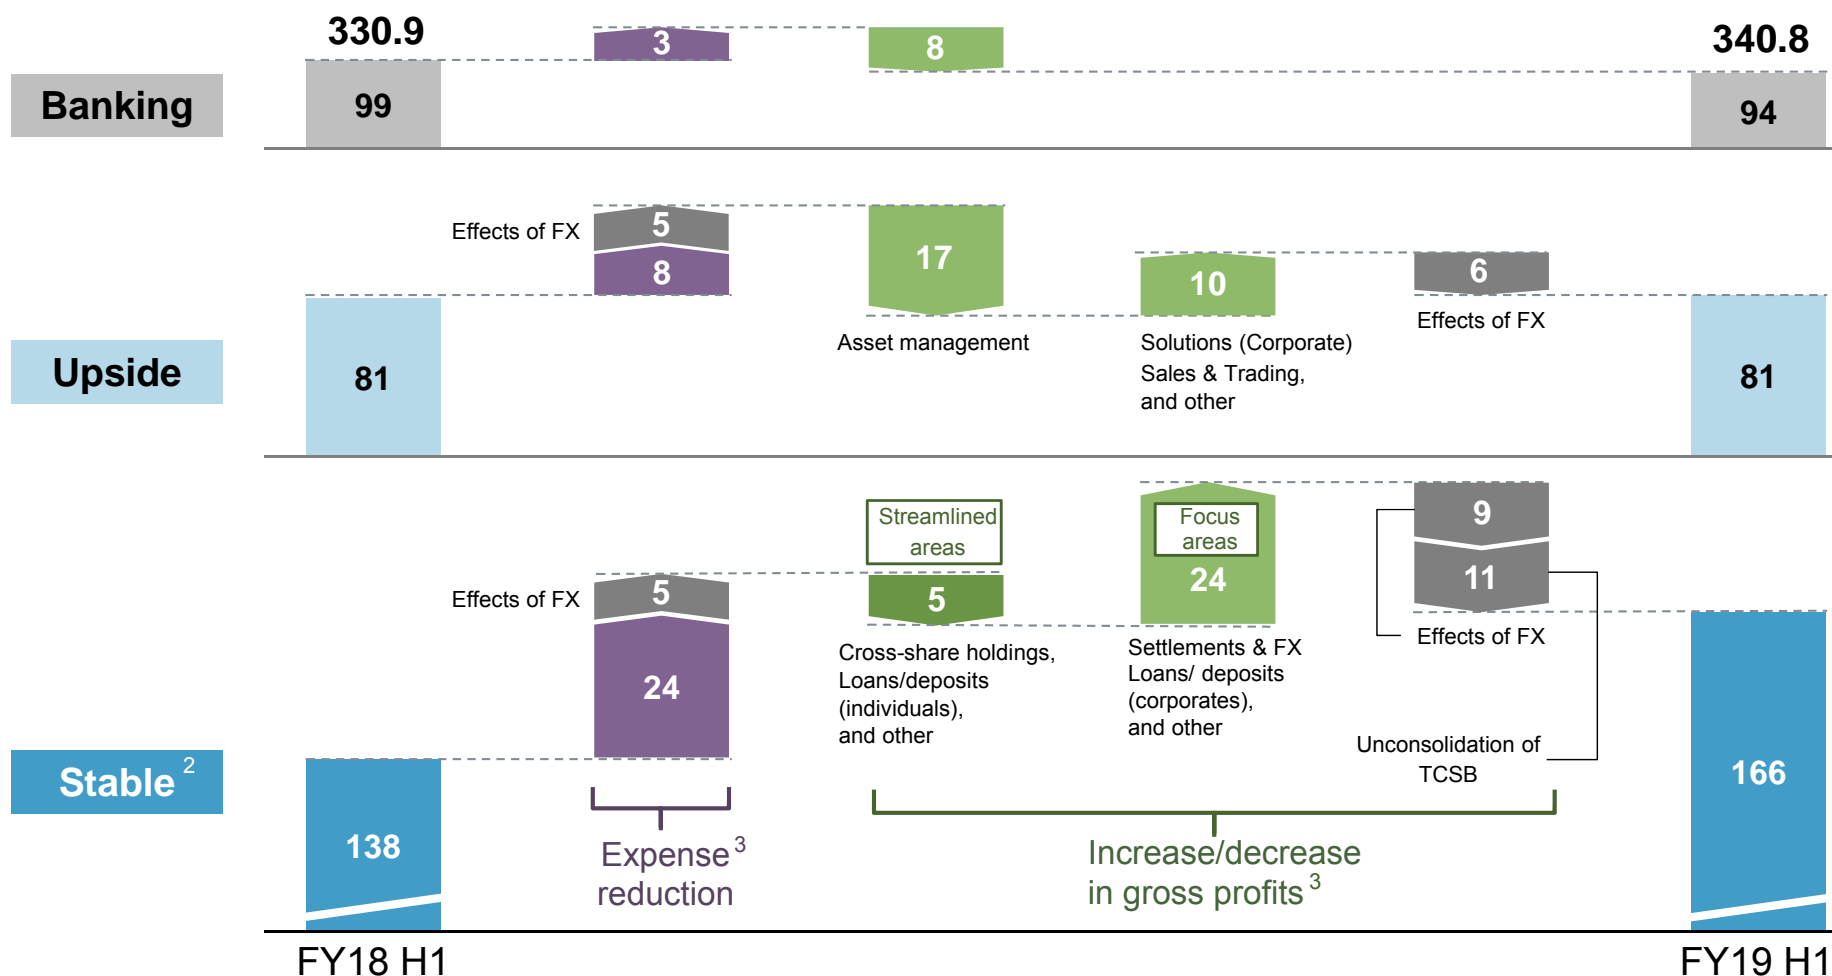 330.9
3
8
340.8
Banking
99
94
Effects of FX
5
8
17
10
6
Effects of FX
Asset management
Solutions (Corporate)
Sales & Trading,
and other
Upside
81
81
Streamlined
areas
Focus
areas
9
11
Effects of FX
5
24
5
24
Effects of FX
Cross-share holdings,
Loans/deposits
(individuals),
and other
Settlements & FX
Loans/ deposits
(corporates),
and other
Unconsolidation of
TCSB
Stable 2
138
166
Expense 3
reduction
Increase/decrease
in gross profits 3
FY18 H1
FY19 H1